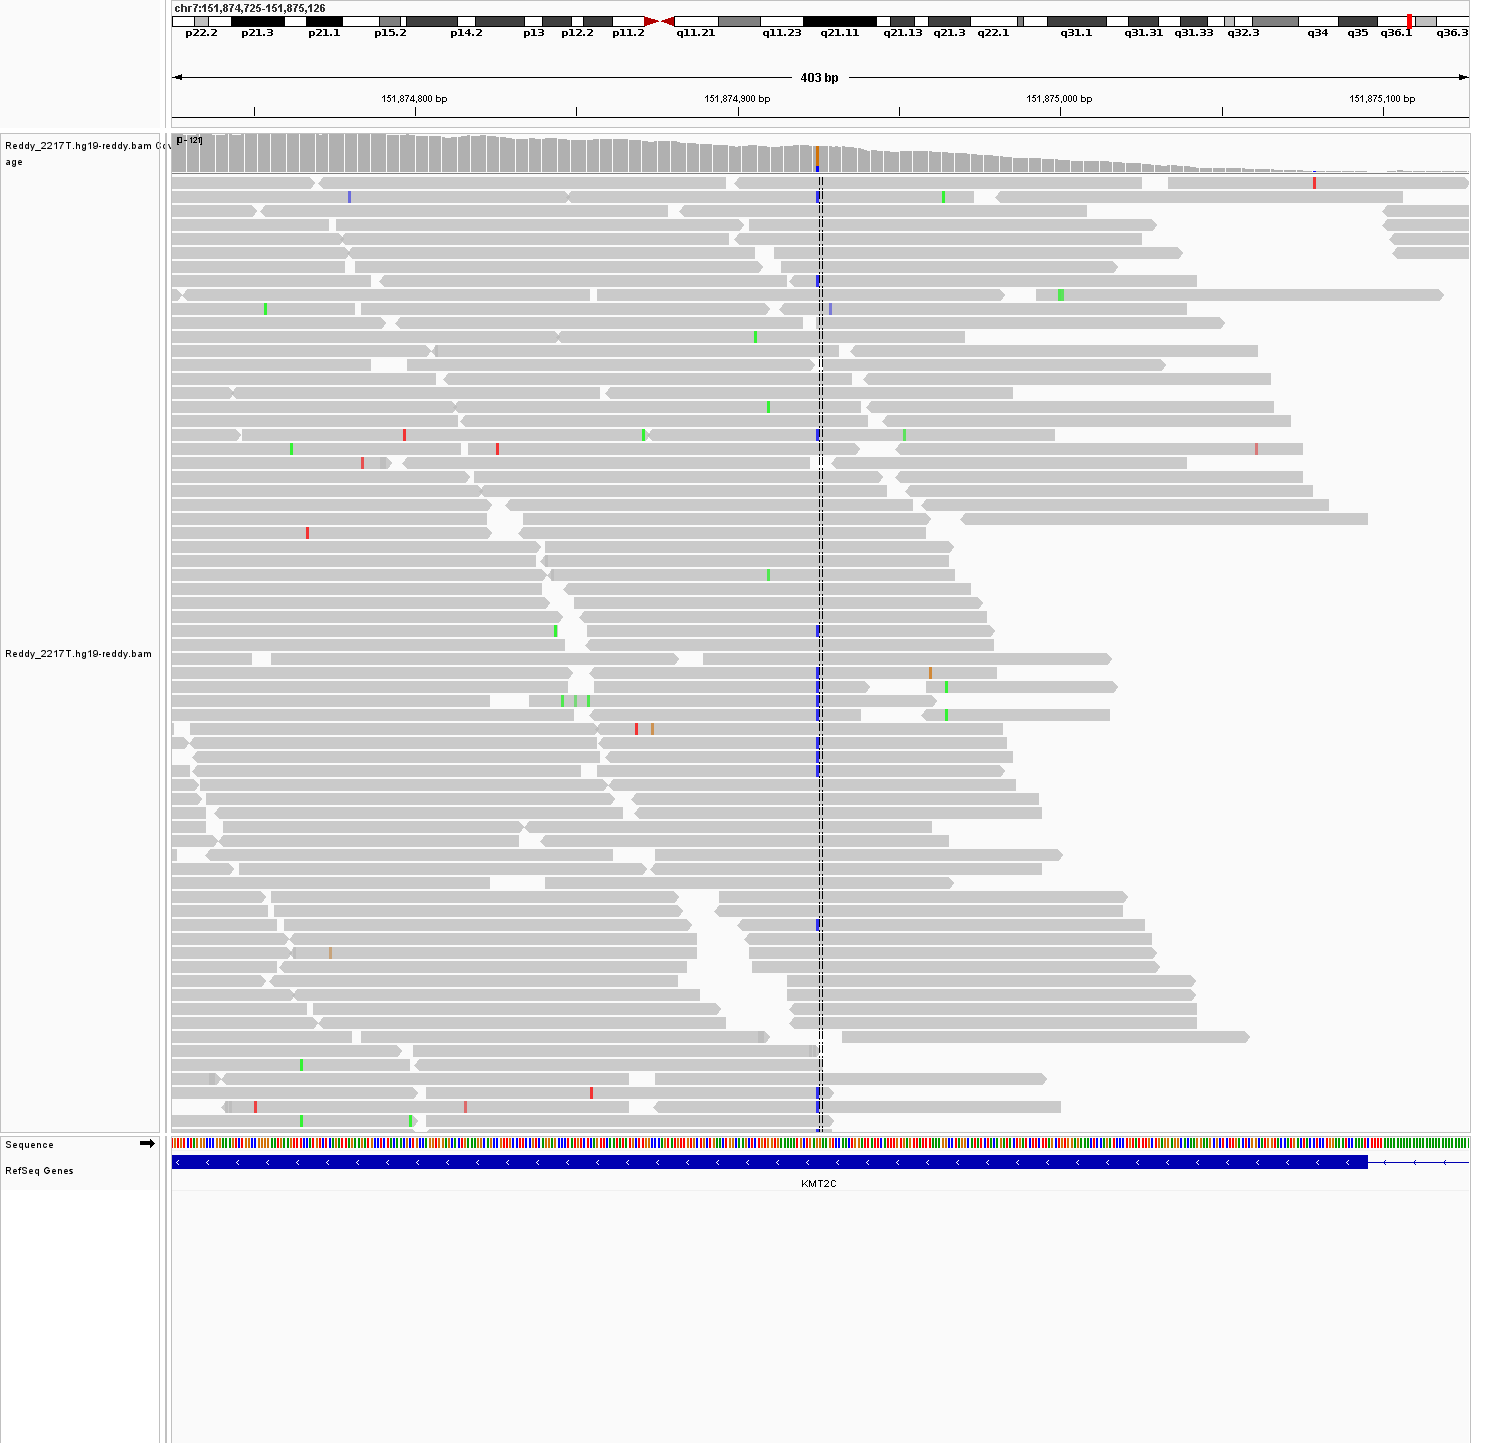 chr7:151,874,725-151,875,126
p22.2 p21.3 p21.1 p15.2 p14.2 p13 p12.2 p11.2 q11.21 q11.23 q21.11 q21.13 q21.3 q22.1 q31.1 q31.31 q31.33 q32.3 q34 q35 q36.1 q36.3
403 bp
151,874,800 bp 151,874,900 bp 151,875,000 bp 151,875,100 bp
[0 - 121]
Reddy_2217T.hg19-reddy.bam Cov
age
Reddy_2217T.hg19-reddy.bam
Sequence
RefSeq Genes
KMT2C